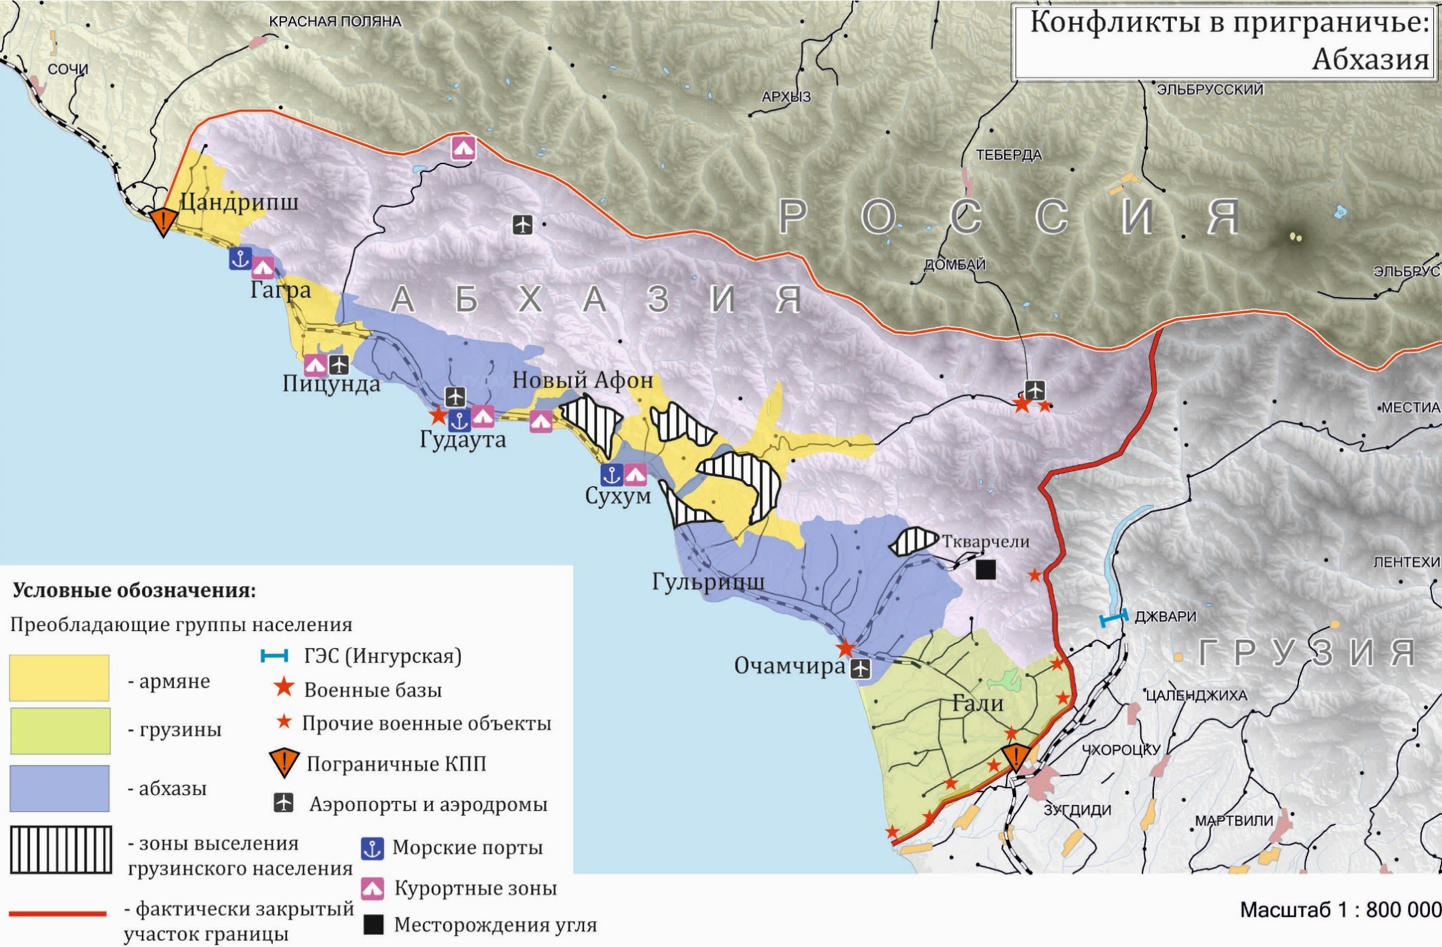 Конфликты в приграничье:
Абхазия
КРАСНАЯ ПОЛЯНА
СОЧИ
АРХЫЗ
ЭЛЬБРУССКИЙ
ТЕБЕРДА
Цандрипш
РОССИЯ
ДОМБАЙ
ЭЛЬБРУС
Гагра
АБХАЗИЯ
Пицунда
Новый Афон
МЕСТИА
Гудаута
Сухум
Ткварчели
ЛЕНТЕХИ
Гульрипш
ДЖВАРИ
ГРУЗИЯ
Очамчира
Гали
ЦАЛЕНДЖИХА
ЧХОРОЦКУ
ЗУГДИДИ
МАРТВИЛИ
Условные обозначения:
Преобладающие группы населения
- армяне
- грузины
- абхазы
- зоны выселения
грузинского населения
- фактически закрытый
участок границы
ГЭС (Ингурская)
Военные базы
Прочие военные объекты
Пограничные КПП
Аэропорты и аэродромы
Морские порты
Курортные зоны
Месторождения угля
Масштаб 1 : 800 000